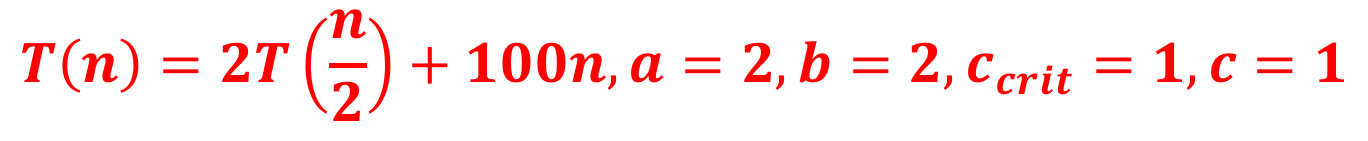 T(n) = 2T(n/2) + 100n, a = 2, b = 2, c_crit = 1, c = 1